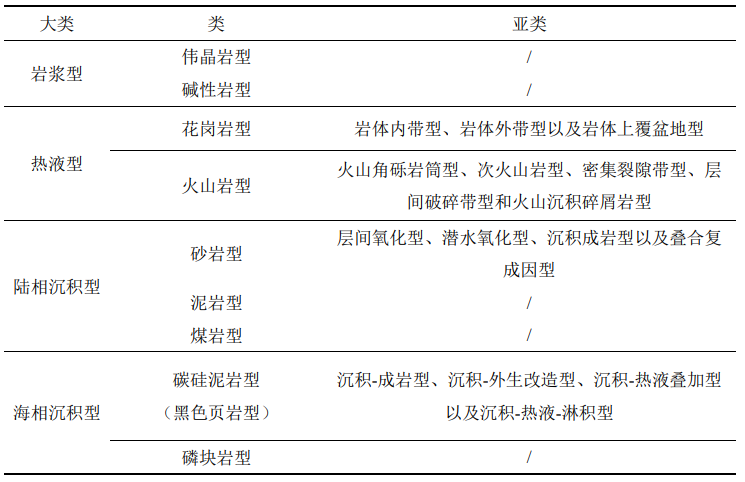 大类 类 亚类
岩浆型
伟晶岩型 /
碱性岩型 /
热液型
花岗岩型 岩体内带型、岩体外带型以及岩体上覆盆地型
火山岩型
火山角砾岩筒型、次火山岩型、密集裂隙带型、层
间破碎带型和火山沉积碎屑岩型
陆相沉积型
砂岩型
层间氧化型、潜水氧化型、沉积成岩型以及叠合复
成因型
泥岩型 /
煤岩型 /
海相沉积型
碳硅泥岩型
（黑色页岩型）
沉积-成岩型、沉积-外生改造型、沉积-热液叠加型
以及沉积-热液-淋积型
磷块岩型 /